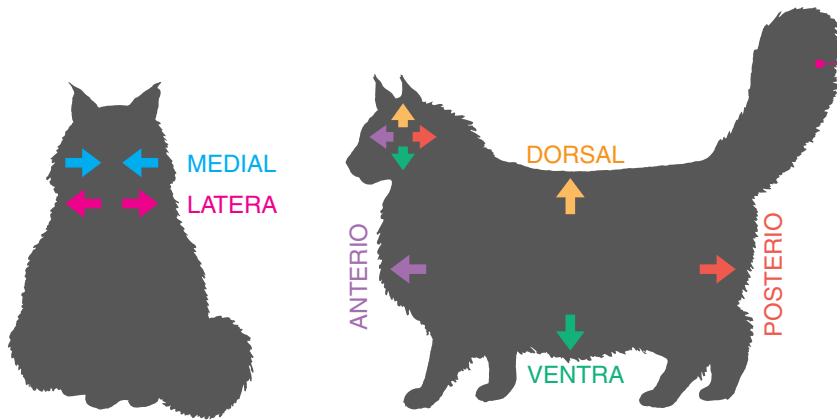 MEDIAL
LATERA
DORSAL
ANTERIO
POSTERIO
VENTRA